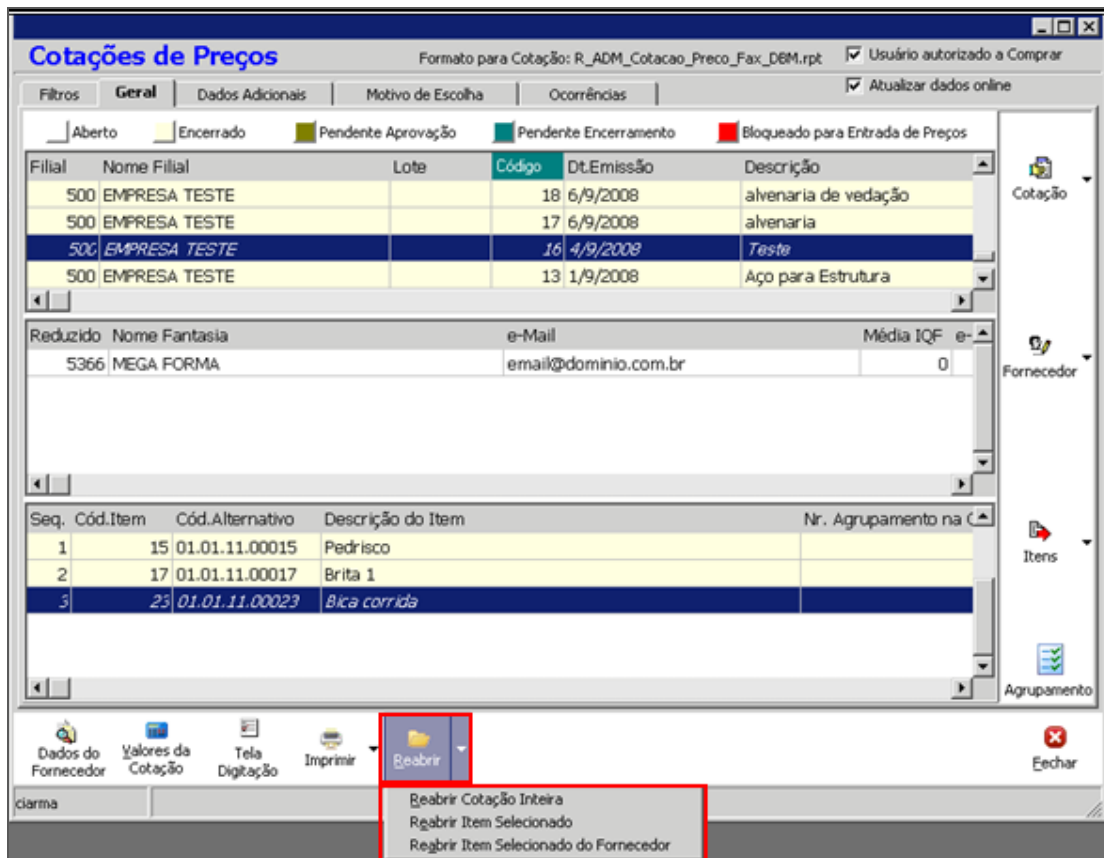 Cotações de Preços Formato para Cotação: R_ADM_Cotacao_Preco_Fax_DBM.rpt Usuário autorizado a Comprar
Atualizar dados online
Filtros Geral Dados Adicionais Motivo de Escolha Ocorrências
Aberto Encerrado Pendente Aprovação Pendente Encerramento Bloqueado para Entrada de Preços
Filial Nome Filial Lote Código Dt.Emissão Descrição
500 EMPRESA TESTE 18 6/9/2008 alvenaria de vedação
500 EMPRESA TESTE 17 6/9/2008 alvenaria
500 EMPRESA TESTE 16 4/9/2008 Teste
500 EMPRESA TESTE 13 1/9/2008 Aço para Estrutura
Cotação
Reduzido Nome Fantasia e-Mail Média IQF e-
5366 MEGA FORMA email@dominio.com.br 0
Fornecedor
Seq. Cód.Item Cód.Alternativo Descrição do Item Nr. Agrupamento na C
1 15 01.01.11.00015 Pedrisco
2 17 01.01.11.00017 Brita 1
3 23 01.01.11.00023 Bica corrida
Itens
Agrupamento
Dados do Fornecedor Valores da Cotação Tela Digitação Imprimir Reabrir Fechar
ciarma
Reabrir Cotação Inteira
Reabrir Item Selecionado
Reabrir Item Selecionado do Fornecedor